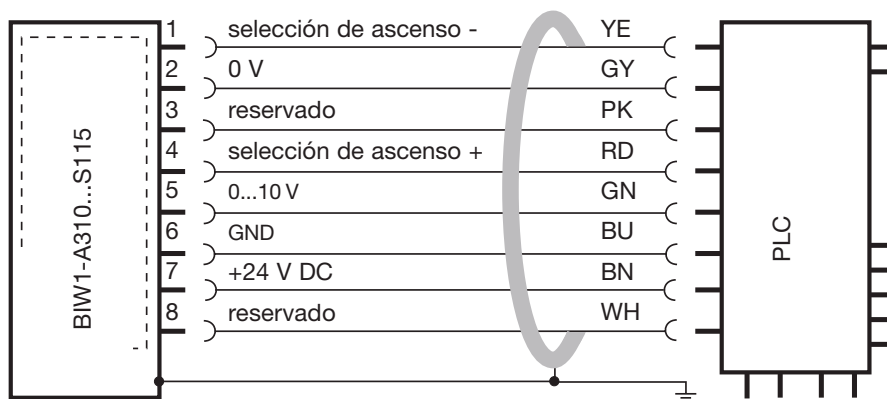 1 selección de ascenso - YE
2 0 V GY
3 reservado PK
4 selección de ascenso + RD
5 0...10 V GN
6 GND BU
7 +24 V DC BN
8 reservado WH
BIW1-A310...S115
PLC